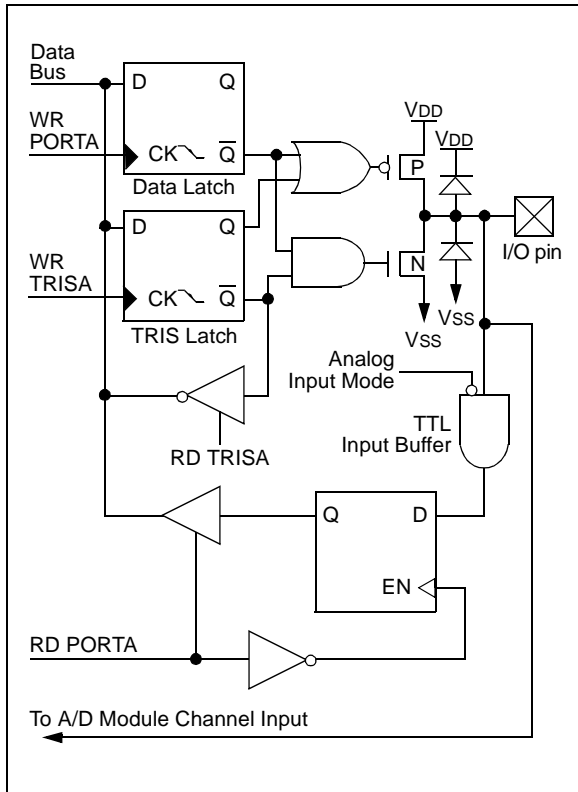 Data
Bus
D Q
VDD
WR
PORTA
VDD
CK Q
P
Data Latch
D Q
I/O pin
WR
TRISA
N
CK Q
VSS
VSS
TRIS Latch
Analog
Input Mode
TTL
Input Buffer
RD TRISA
Q D
EN
RD PORTA
To A/D Module Channel Input